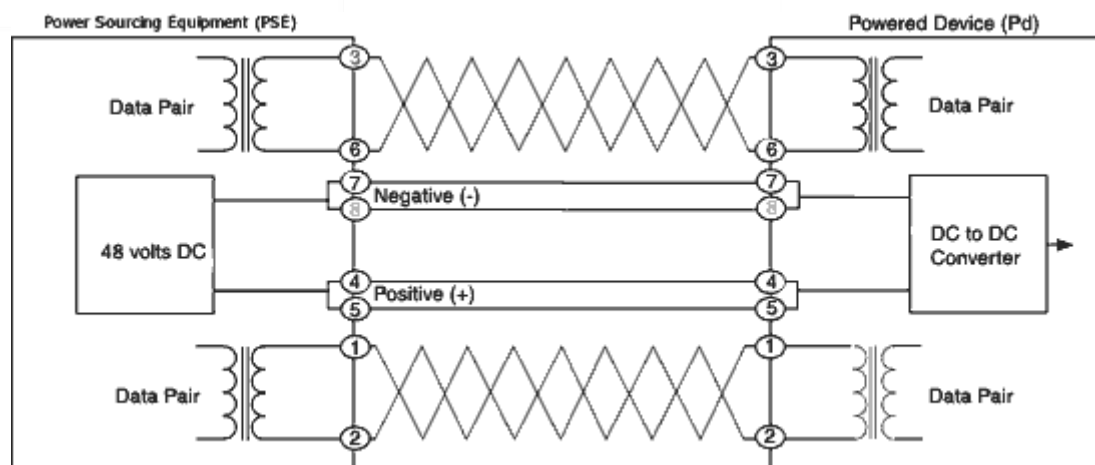 Power Sourcing Equipment (PSE)
Powered Device (Pd)
3
3
Data Pair
Data Pair
6
6
7
7
Negative (-)
8
8
48 volts DC
DC to DC
Converter
4
4
Positive (+)
5
5
1
1
Data Pair
Data Pair
2
2